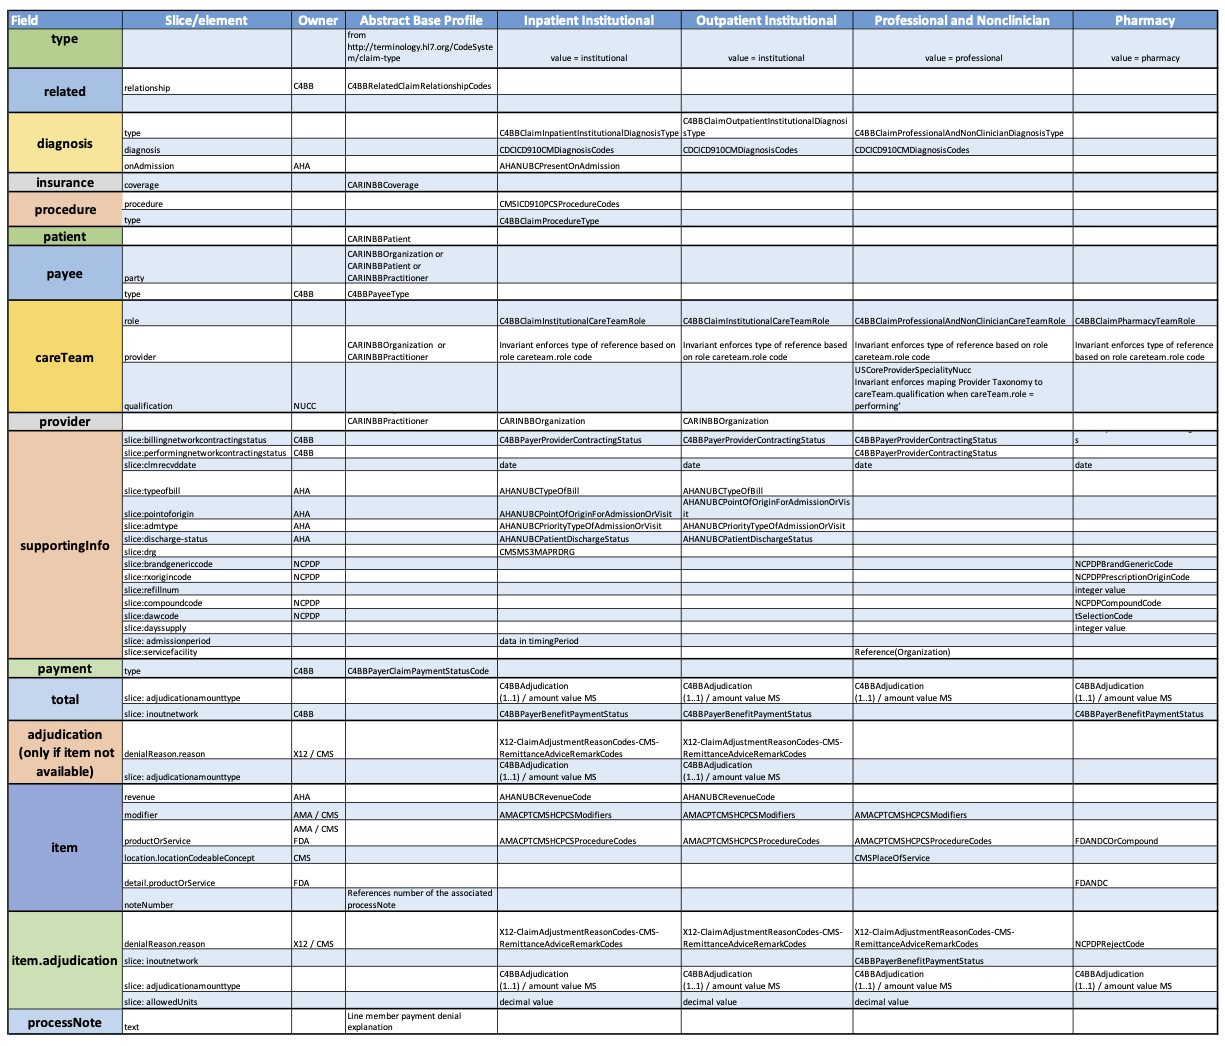 Field Slice/element Owner Abstract Base Profile Inpatient Institutional Outpatient Institutional Professional and Nonclinician Pharmacy
type
from
http://terminology.hl7.org/CodeSyste
m/claim-type value = institutional value = institutional value = professional value = pharmacy
related
relationship C4BB C4BBRelatedClaimRelationshipCodes
diagnosis
C4BBClaimOutpatientInstitutionalDiagnosi
type C4BBClaimInpatientInstitutionalDiagnosisType sType C4BBClaimProfessionalAndNonClinicianDiagnosisType
diagnosis CDCICD910CMDiagnosisCodes CDCICD910CMDiagnosisCodes CDCICD910CMDiagnosisCodes
onAdmission AHA AHANUBCPresentOnAdmission
insurance
coverage CARINBBCoverage
procedure
procedure CMSICD910PCSProcedureCodes
type C4BBClaimProcedureType
patient
CARINBBPatient
payee
CARINBBOrganization or
CARINBBPatient or
party CARINBBPractitioner
type C4BB C4BBPayeeType
careTeam
role C4BBClaimInstitutionalCareTeamRole C4BBClaimInstitutionalCareTeamRole C4BBClaimProfessionalAndNonClinicianCareTeamRole C4BBClaimPharmacyTeamRole
CARINBBOrganization or Invariant enforces type of reference based on Invariant enforces type of reference based Invariant enforces type of reference based on role Invariant enforces type of reference
provider CARINBBPractitioner role careteam.role code on role careteam.role code careteam.role code based on role careteam.role code
USCoreProviderSpecialityNucc
Invariant enforces maping Provider Taxonomy to
careTeam.qualification when careTeam.role =
qualification NUCC performing'
provider
CARINBBPractitioner CARINBBOrganization CARINBBOrganization
supportingInfo
slice:billingnetworkcontractingstatus C4BB C4BBPayerProviderContractingStatus C4BBPayerProviderContractingStatus C4BBPayerProviderContractingStatus s
slice:performingnetworkcontractingstatus C4BB C4BBPayerProviderContractingStatus
slice:clmrecvddate date date date date
slice:typeofbill AHA AHANUBCTypeOfBill AHANUBCTypeOfBill
AHANUBCPointOfOriginForAdmissionOrVis
slice:pointoforigin AHA AHANUBCPointOfOriginForAdmissionOrVisit it
slice:admtype AHA AHANUBCPriorityTypeOfAdmissionOrVisit AHANUBCPriorityTypeOfAdmissionOrVisit
slice:discharge-status AHA AHANUBCPatientDischargeStatus AHANUBCPatientDischargeStatus
slice:drg CMSMS3MAPRDRG
slice:brandgenericcode NCPDP NCPDPBrandGenericCode
slice:rxorigincode NCPDP NCPDPPrescriptionOriginCode
slice:refillnum integer value
slice:compoundcode NCPDP NCPDPCompoundCode
slice:dawcode NCPDP tSelectionCode
slice:dayssupply integer value
slice: admissionperiod data in timingPeriod
slice:servicefacility Reference(Organization)
payment
type C4BB C4BBPayerClaimPaymentStatusCode
total
C4BBAdjudication C4BBAdjudication C4BBAdjudication C4BBAdjudication
slice: adjudicationamounttype (1..1) / amount value MS (1..1) / amount value MS (1..1) / amount value MS (1..1) / amount value MS
slice: inoutnetwork C4BB C4BBPayerBenefitPaymentStatus C4BBPayerBenefitPaymentStatus C4BBPayerBenefitPaymentStatus
adjudication
(only if item not
available)
X12-ClaimAdjustmentReasonCodes-CMS- X12-ClaimAdjustmentReasonCodes-CMS-
denialReason.reason X12 / CMS RemittanceAdviceRemarkCodes RemittanceAdviceRemarkCodes
C4BBAdjudication C4BBAdjudication
slice: adjudicationamounttype (1..1) / amount value MS (1..1) / amount value MS
item
revenue AHA AHANUBCRevenueCode AHANUBCRevenueCode
modifier AMA / CMS AMACPTCMSHCPCSModifiers AMACPTCMSHCPCSModifiers AMACPTCMSHCPCSModifiers
AMA / CMS
productOrService FDA AMACPTCMSHCPCSProcedureCodes AMACPTCMSHCPCSProcedureCodes AMACPTCMSHCPCSProcedureCodes FDANDCOrCompound
location.locationCodeableConcept CMS CMSPlaceOfService
detail.productOrService FDA FDANDC
References number of the associated
noteNumber processNote
item.adjudication
X12-ClaimAdjustmentReasonCodes-CMS- X12-ClaimAdjustmentReasonCodes-CMS- X12-ClaimAdjustmentReasonCodes-CMS-
denialReason.reason X12 / CMS RemittanceAdviceRemarkCodes RemittanceAdviceRemarkCodes RemittanceAdviceRemarkCodes NCPDPRejectCode
slice: inoutnetwork C4BBPayerBenefitPaymentStatus
C4BBAdjudication C4BBAdjudication C4BBAdjudication C4BBAdjudication
slice: adjudicationamounttype (1..1) / amount value MS (1..1) / amount value MS (1..1) / amount value MS (1..1) / amount value MS
slice: allowedUnits decimal value decimal value decimal value
processNote
Line member payment denial
text explanation